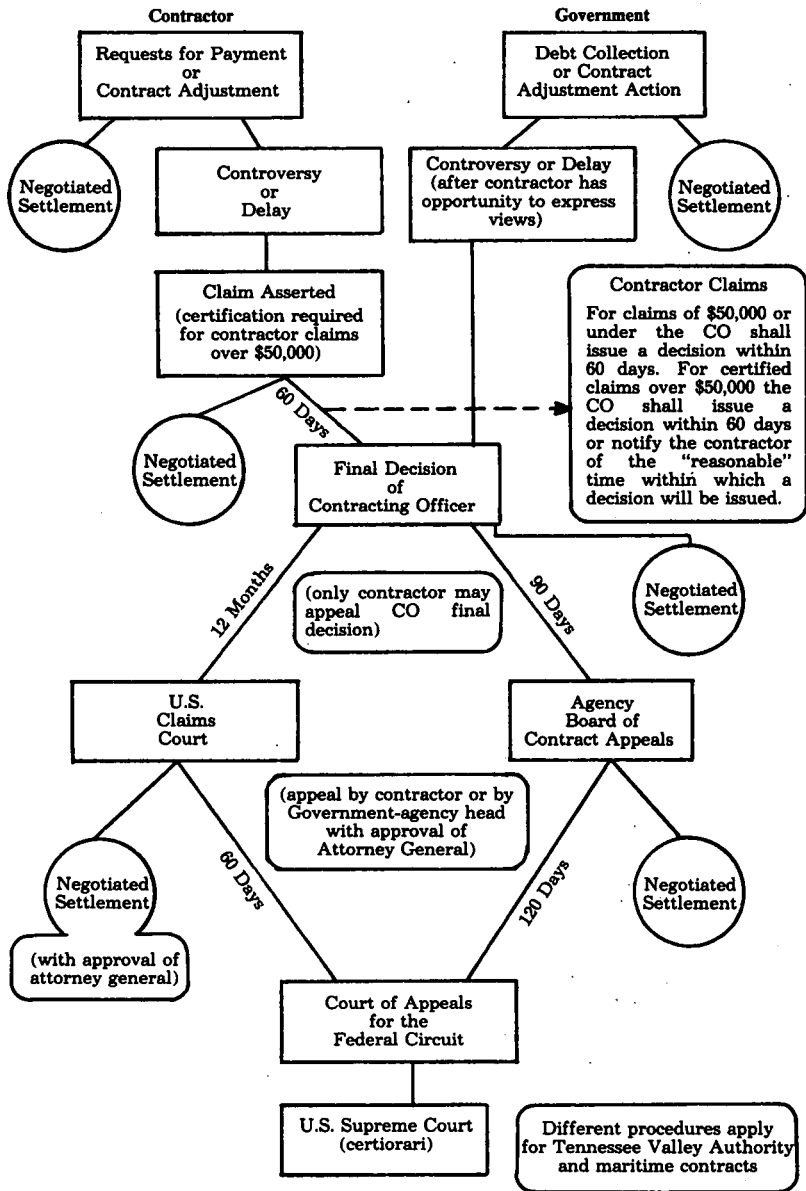 Contractor
Government
Requests for Payment
or
Contract Adjustment
Debt Collection
or Contract
Adjustment Action
Negotiated
Settlement
Controversy
or
Delay
Controversy or Delay
(after contractor has
opportunity to express
views)
Negotiated
Settlement
Claim Asserted
(certification required
for contractor claims
over $50,000)
Contractor Claims
For claims of $50,000 or
under the CO shall
issue a decision within
60 days. For certified
claims over $50,000 the
CO shall issue a
decision within 60 days
or notify the contractor
of the "reasonable"
time within which a
decision will be issued.
60 Days
Negotiated
Settlement
Final Decision
of
Contracting Officer
Negotiated
Settlement
12 Months
(only contractor may
appeal CO final
decision)
90 Days
U.S.
Claims
Court
Agency
Board of
Contract Appeals
(appeal by contractor or by
Government-agency head
with approval of
Attorney General)
Negotiated
Settlement
(with approval of
attorney general)
60 Days
120 Days
Negotiated
Settlement
Court of Appeals
for the
Federal Circuit
U.S. Supreme Court
(certiorari)
Different procedures apply
for Tennessee Valley Authority
and maritime contracts